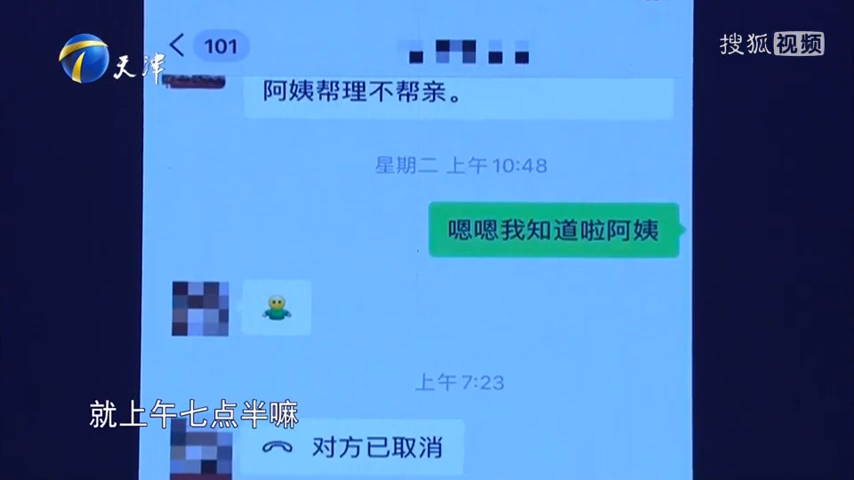 天津
搜狐视频
101
阿姨帮理不帮亲。
星期二 上午10:48
嗯嗯我知道啦阿姨
上午7:23
就上午七点半嘛
对方已取消